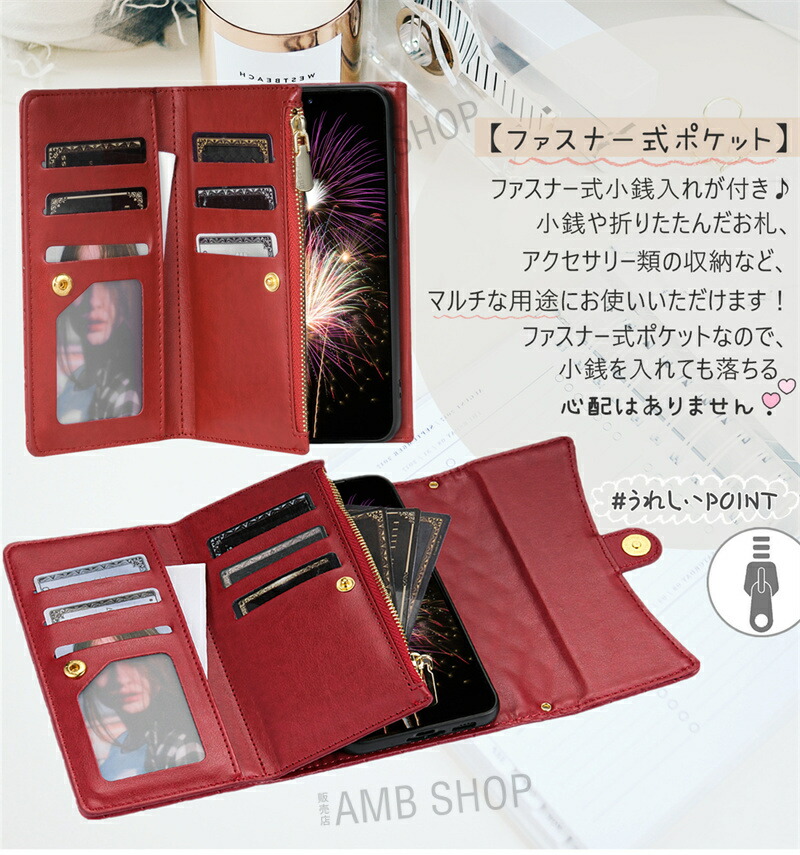 WESTBEACH
SHOP
【ファスナー式ポケット】
ファスナー式小銭入れが付き♪
小銭や折りたたんだお札、
アクセサリー類の収納など、
マルチな用途にお使いいただけます！
ファスナー式ポケットなので、
小銭を入れても落ちる
心配はありません
#うれしいPOINT
販売店 AMB SHOP